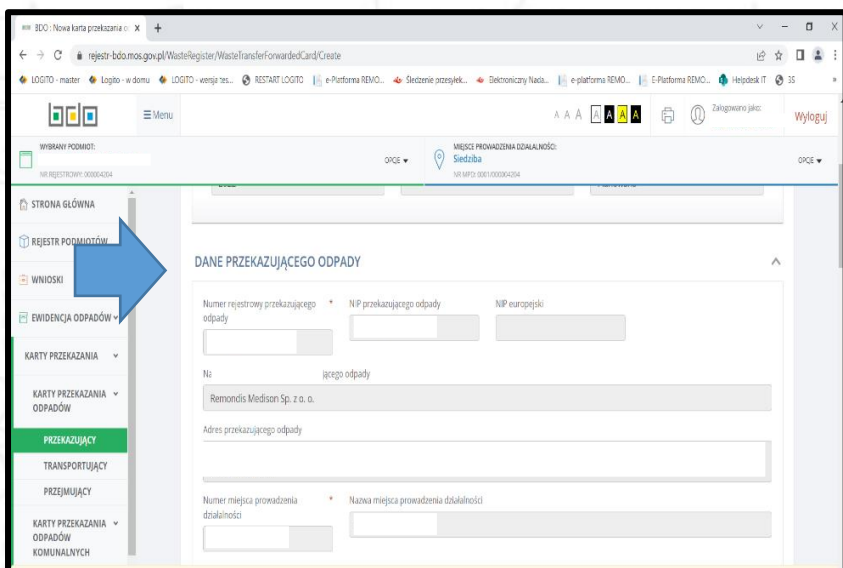 BDO : Nowa karta przekazania o
rejestr-bdo.mos.gov.pl/WasteRegister/WasteTransferForwardedCard/Create
LOGITO - master Logito - w domu LOGITO - wersja tes... RESTART LOGITO e-Platforma REMO... Śledzenie przesyłek... Elektroniczny Nada... e-platforma REMO... E-Platforma REMO... Helpdesk IT 3S »
bdo Menu A A A A A A A Zalogowano jako: Wyloguj
WYBRANY PODMIOT: MIEJSCE PROWADZENIA DZIAŁALNOŚCI:
OPCJE Siedziba OPCJE
NR REJESTROWY: 000064204 NR MPD: 0001/000064204
STRONA GŁÓWNA
REJESTR PODMIOTÓW
WNIOSKI
EWIDENCJA ODPADÓW
KARTY PRZEKAZANIA
KARTY PRZEKAZANIA
ODPADÓW
PRZEKAZUJĄCY
TRANSPORTUJĄCY
PRZEJMUJĄCY
KARTY PRZEKAZANIA
ODPADÓW
KOMUNALNYCH
DANE PRZEKAZUJĄCEGO ODPADY
Numer rejestrowy przekazującego * NIP przekazującego odpady NIP europejski
odpady
Na jącego odpady
Remondis Medison Sp. z o. o.
Adres przekazującego odpady
Numer miejsca prowadzenia * Nazwa miejsca prowadzenia działalności
działalności